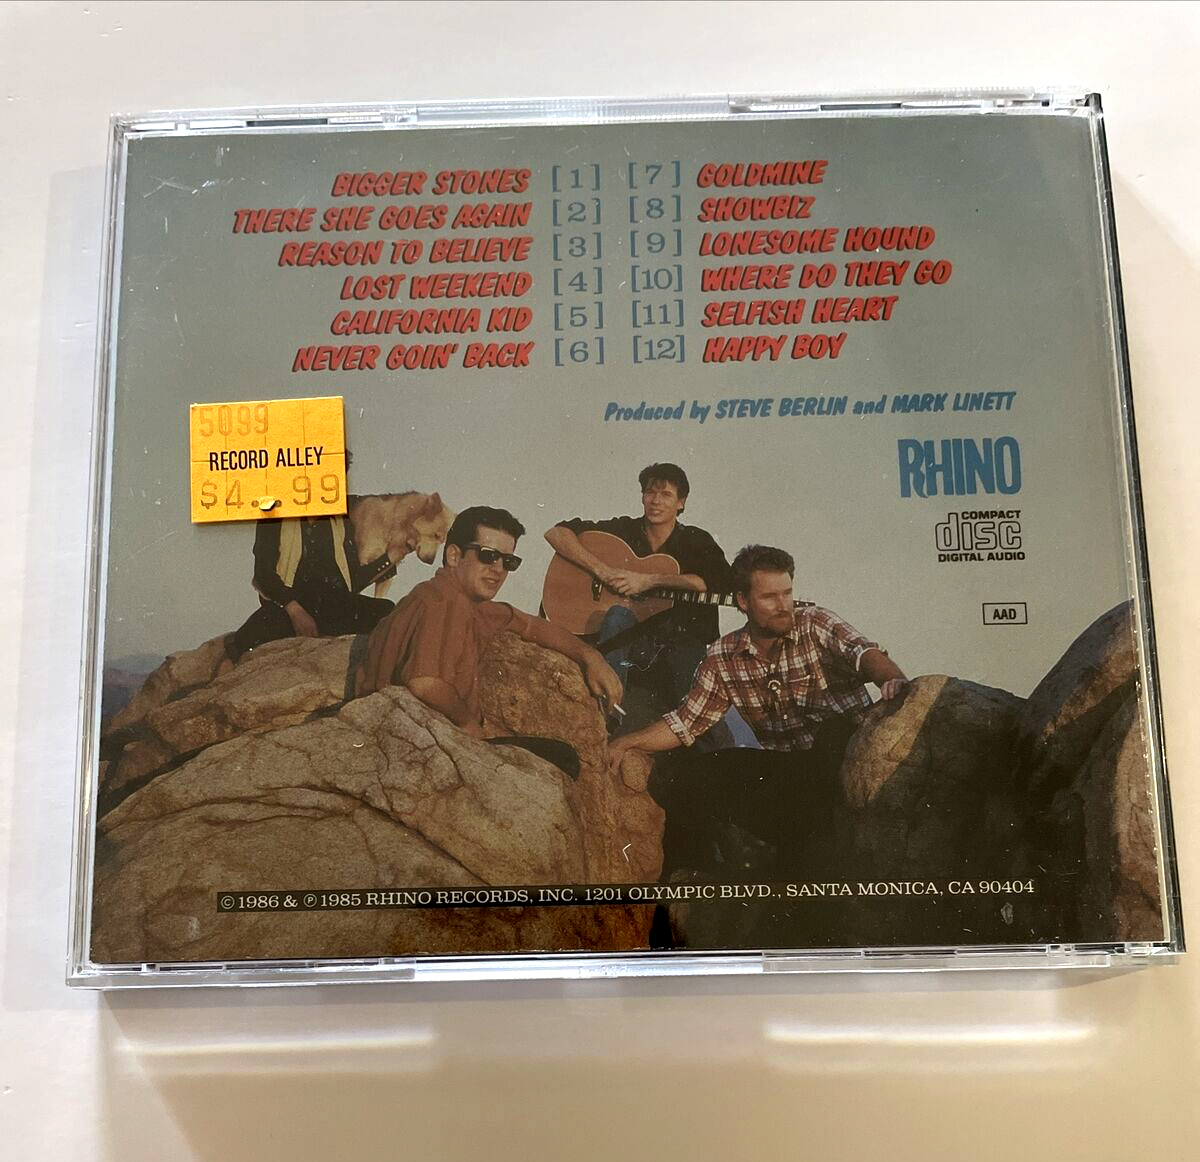 BIGGER STONES [1]
THERE SHE GOES AGAIN [2]
REASON TO BELIEVE [3]
LOST WEEKEND [4]
CALIFORNIA KID [5]
NEVER GOIN' BACK [6]
[7] GOLDMINE
[8] SHOWBIZ
[9] LONESOME HOUND
[10] WHERE DO THEY GO
[11] SELFISH HEART
[12] HAPPY BOY
Produced by STEVE BERLIN and MARK LINETT
RHINO
COMPACT
disc
DIGITAL AUDIO
AAD
5099
RECORD ALLEY
$4.99
© 1986 & ℗ 1985 RHINO RECORDS, INC. 1201 OLYMPIC BLVD., SANTA MONICA, CA 90404